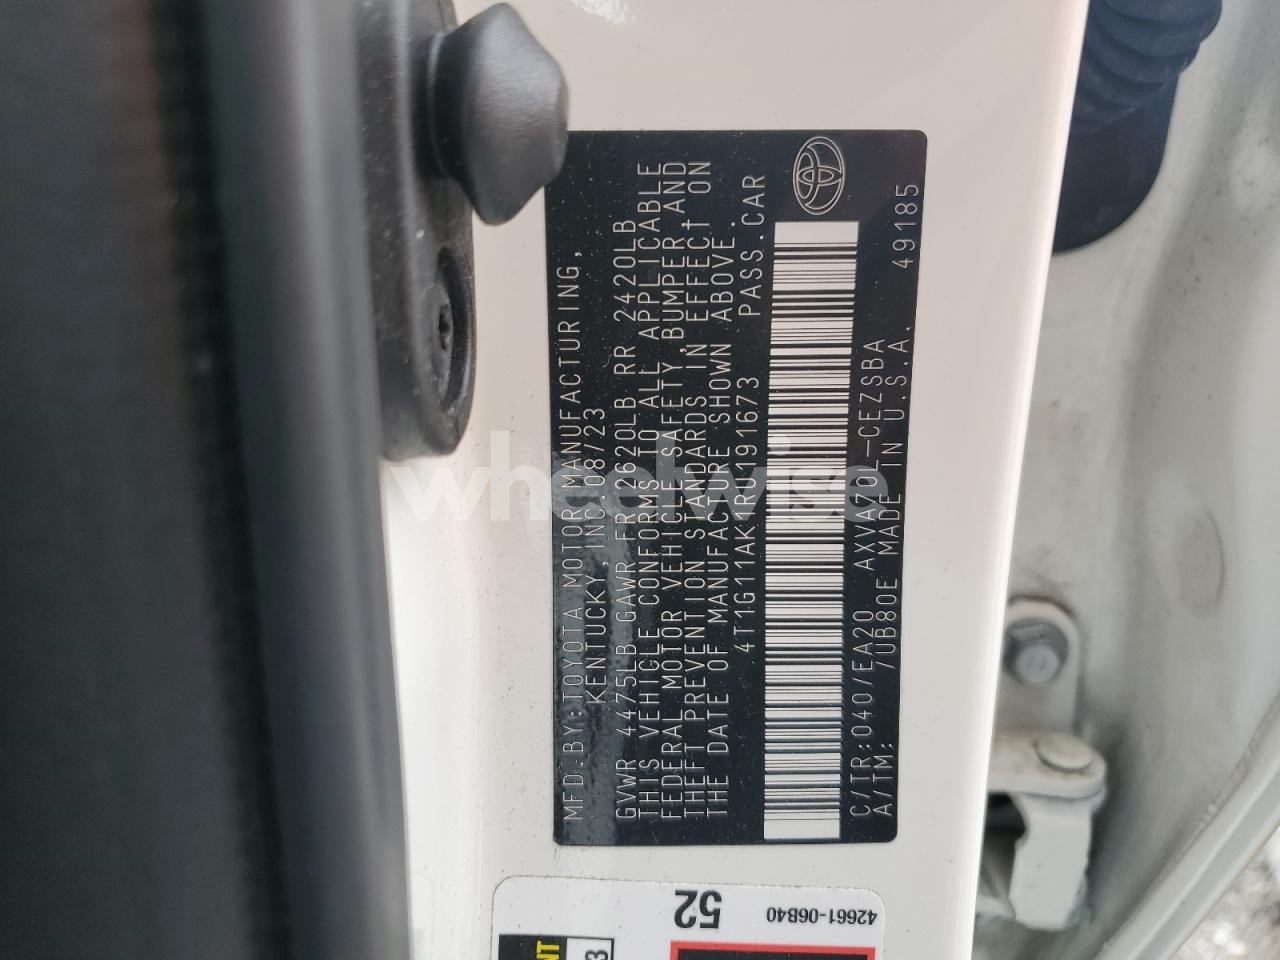 MFD.BY:TOYOTA MOTOR MANUFACTURING,
KENTUCKY, INC.08/23
GVWR 4475LB GAWR FR 2620LB RR 2420LB
THIS VEHICLE CONFORMS TO ALL APPLICABLE
FEDERAL MOTOR VEHICLE SAFETY,BUMPER,AND
THEFT PREVENTION STANDARDS IN EFFECT ON
THE DATE OF MANUFACTURE SHOWN ABOVE.
4T1G11AK1RU191673 PASS.CAR
C/TR:040/EA20 AXVA70L-CEZSBA 49185
A/TM: /UB80E MADE IN U.S.A.
wheelwise
52
42661-06B40